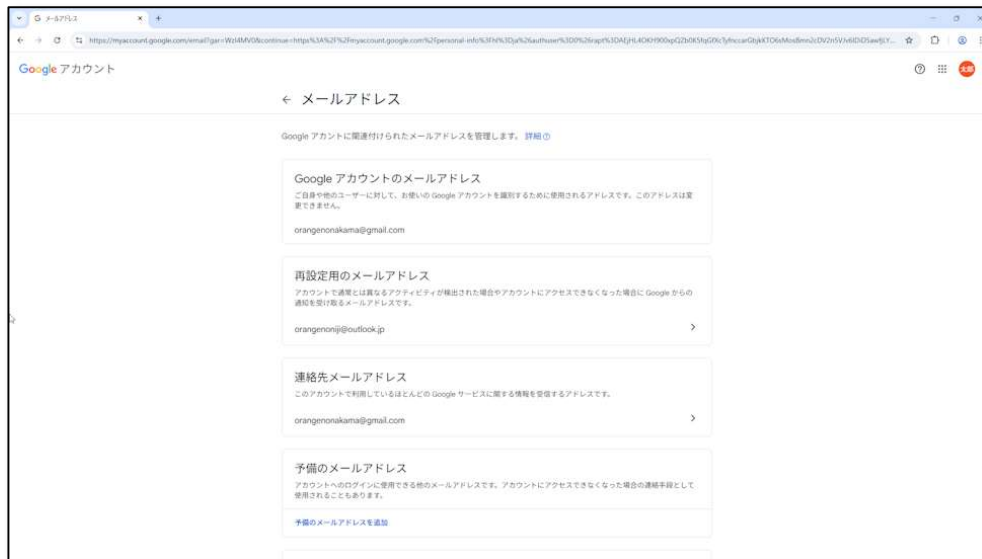 メールアドレス
Google アカウント
太郎
メールアドレス
Google アカントに関連付けられたメールアドレスを管理します。 詳細
Google アカウントのメールアドレス
ご自身や他のユーザーに対して、お使いの Google アカウントを識別するために使用されるアドレスです。このアドレスは変
更できません。
orangenonakama@gmail.com
再設定用のメールアドレス
アカウントで通常とは異なるアクティビティが検出された場合やアカウントにアクセスできなくなった場合に Google からの
通知を受け取るメールアドレスです。
orangenoniji@outlook.jp
連絡先メールアドレス
このアカウントで利用しているほとんどの Google サービスに関する情報を受信するアドレスです。
orangenonakama@gmail.com
予備のメールアドレス
アカウントへのログインに使用できる他のメールアドレスです。アカウントにアクセスできなくなった場合の連絡手段として
使用されることもあります。
予備のメールアドレスを追加